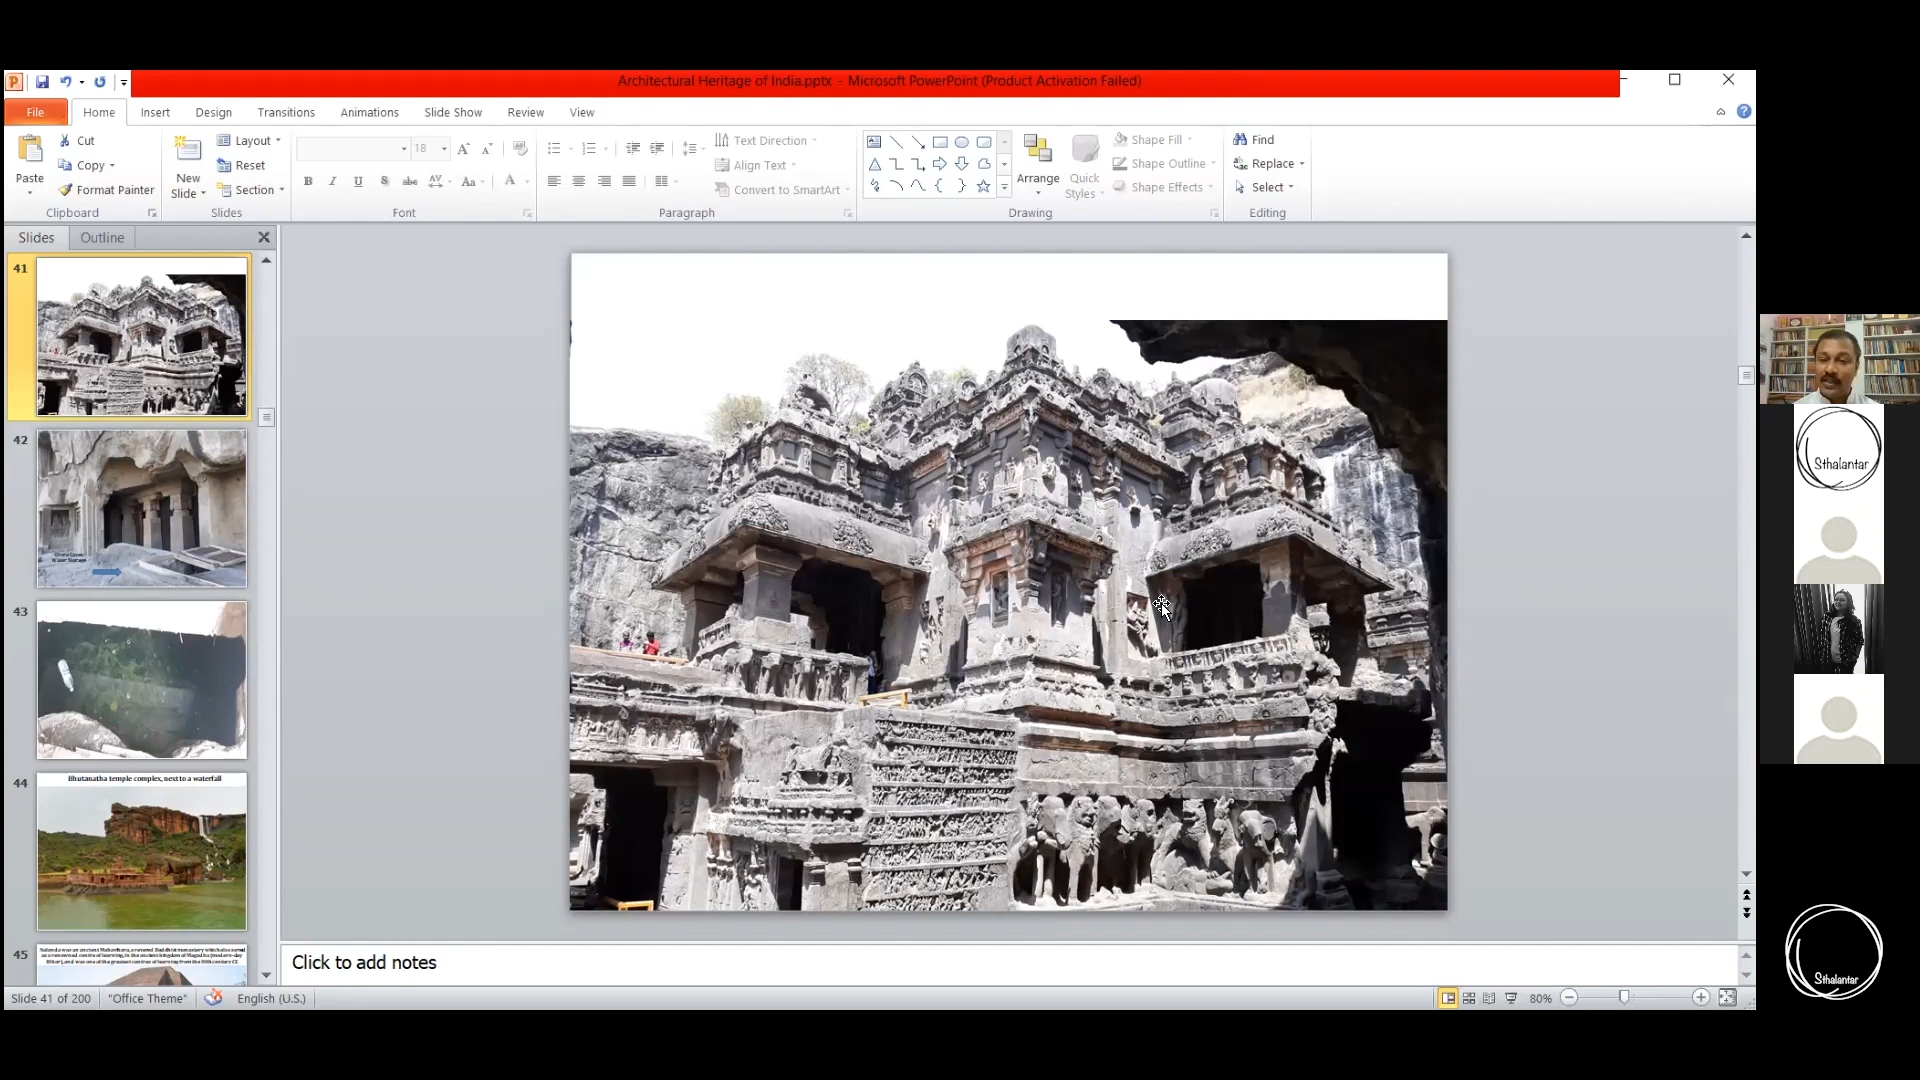 Architectural Heritage of India.pptx - Microsoft PowerPoint (Product Activation Failed)
File Home Insert Design Transitions Animations Slide Show Review View
Paste
Cut
Copy
Format Painter
Clipboard
New
Slide
Layout
Reset
Section
Slides
18
Font
Text Direction
Align Text
Convert to SmartArt
Paragraph
Arrange
Quick
Styles
Shape Fill
Shape Outline
Shape Effects
Drawing
Find
Replace
Select
Editing
Slides Outline
41
42
43
44
Bhutanatha temple complex, next to a waterfall
45
Click to add notes
Slide 41 of 200
"Office Theme"
English (U.S.)
80%
Sthalantar
Sthalantar